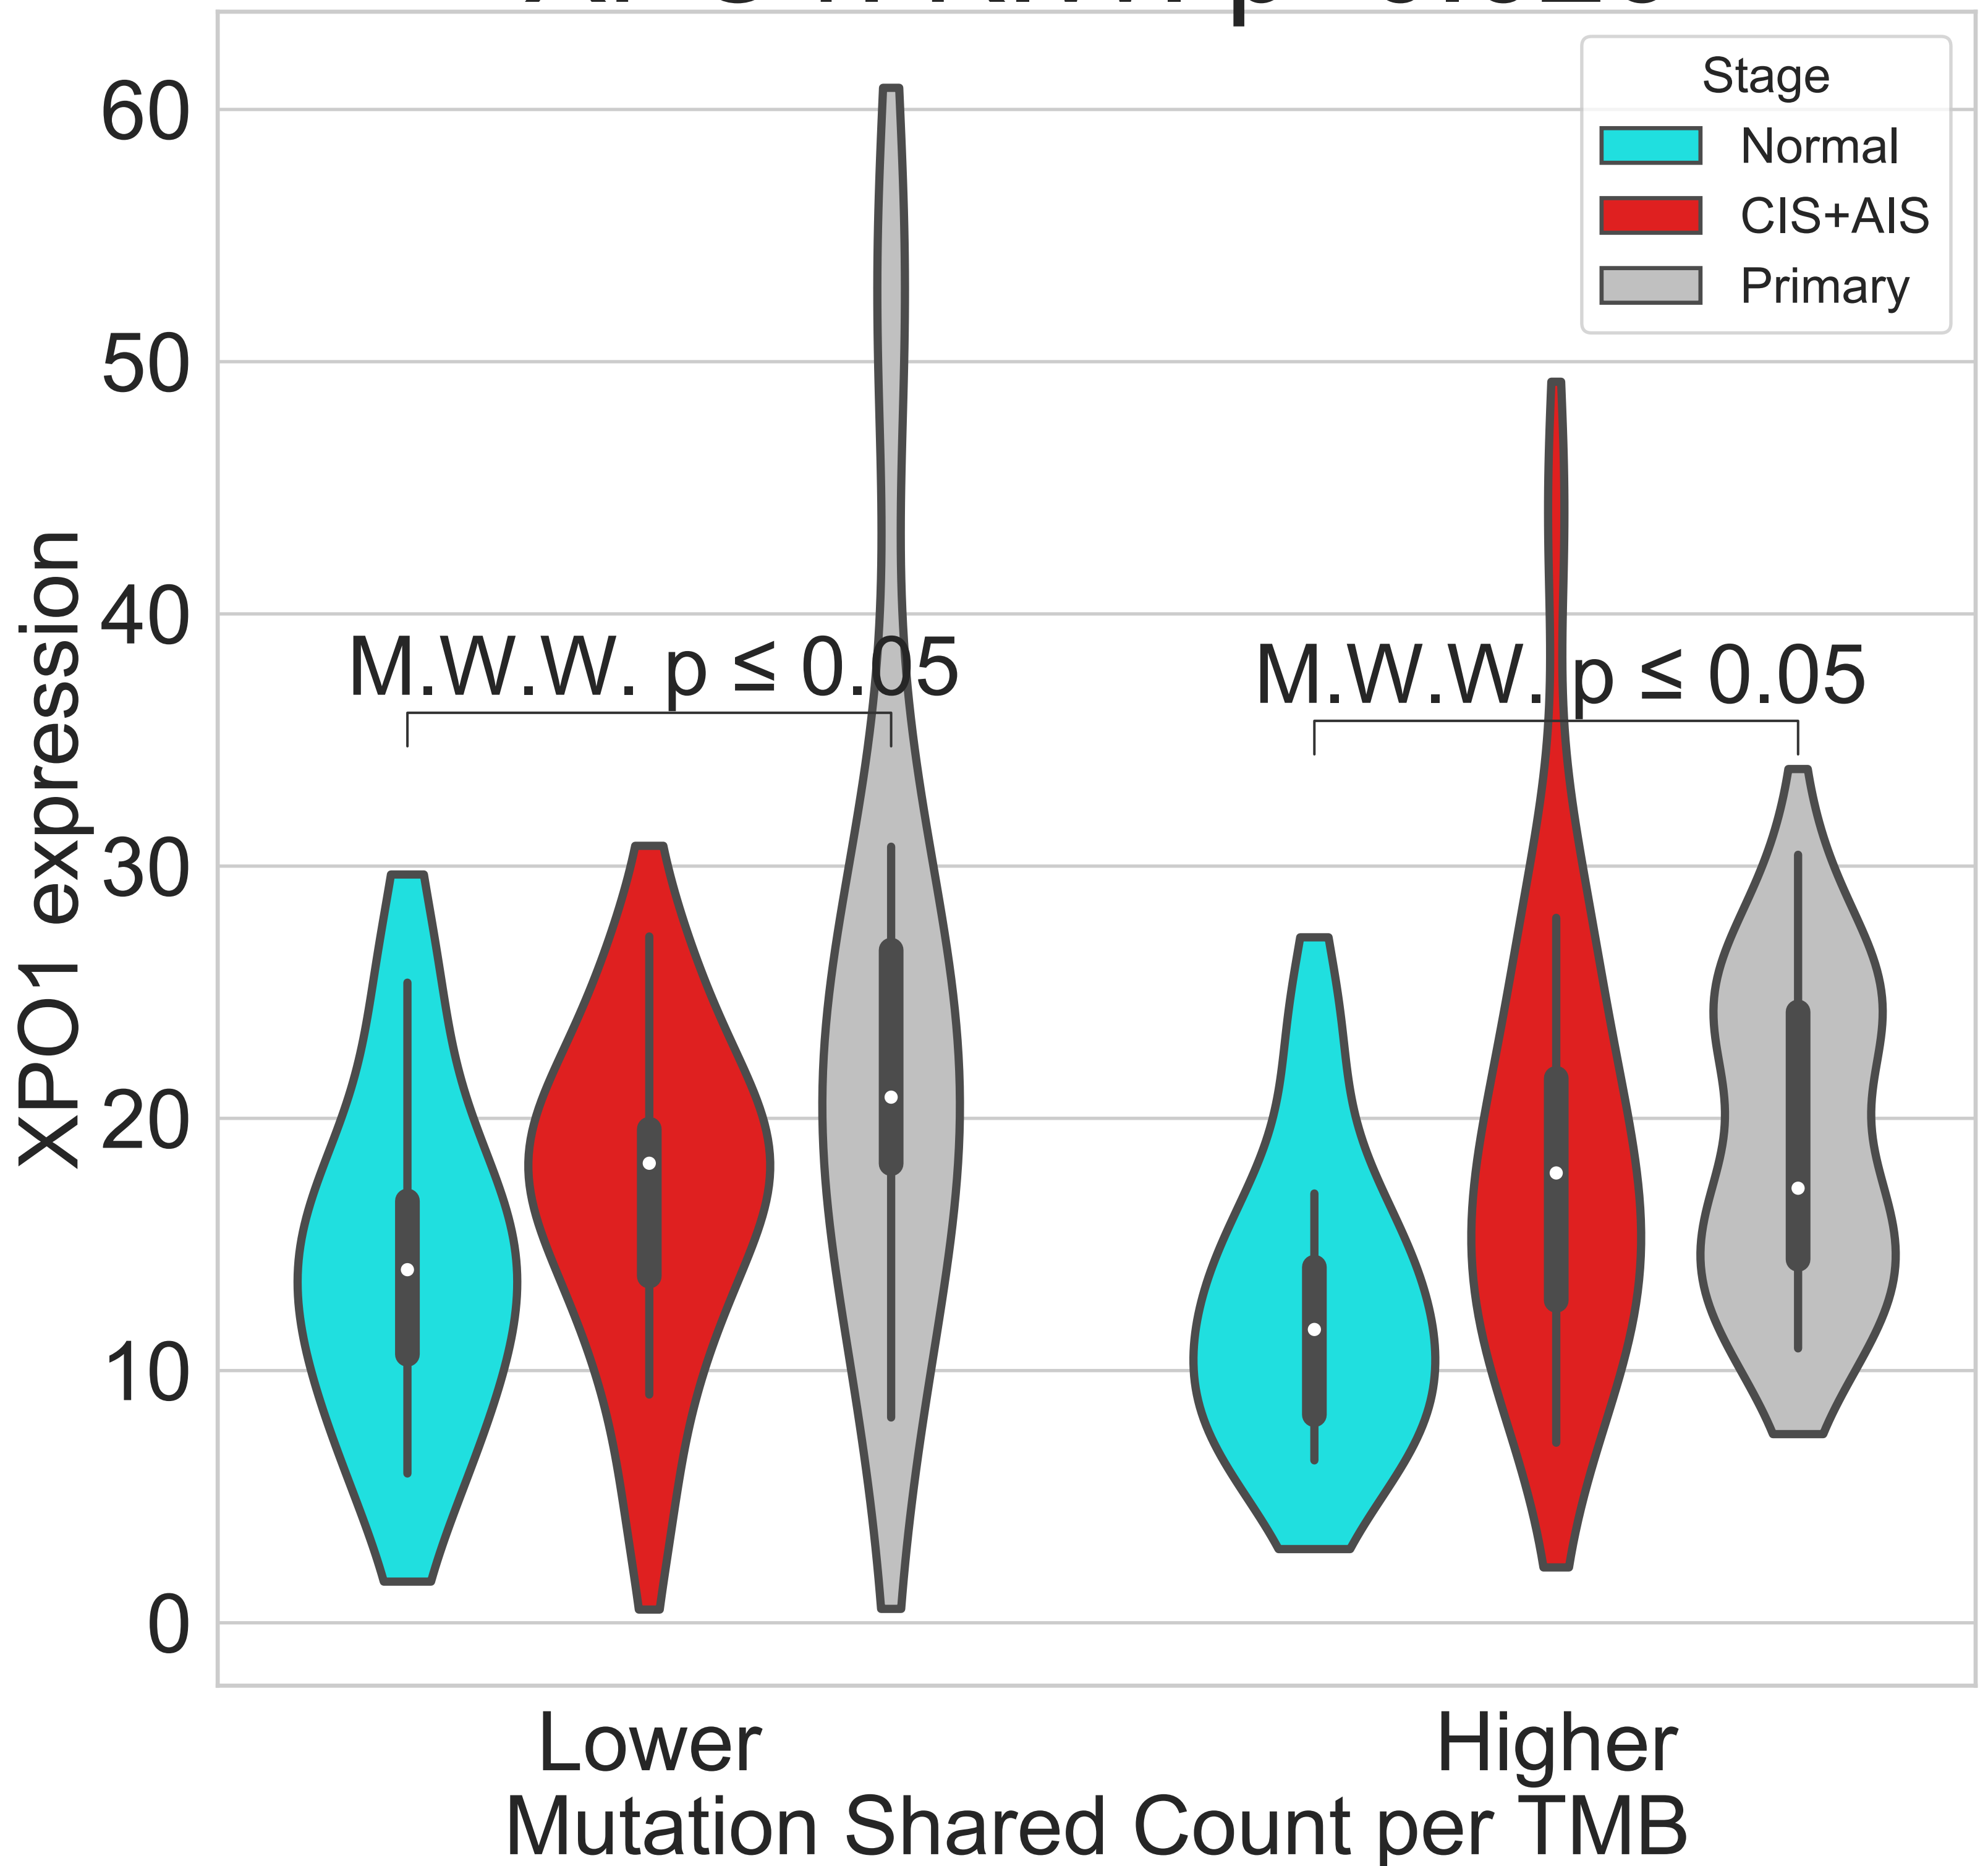 Stage
Normal
CIS+AIS
Primary
60
50
40
30
20
10
0
XPO1 expression
M.W.W. p ≤ 0.05
M.W.W. p ≤ 0.05
Lower
Higher
Mutation Shared Count per TMB